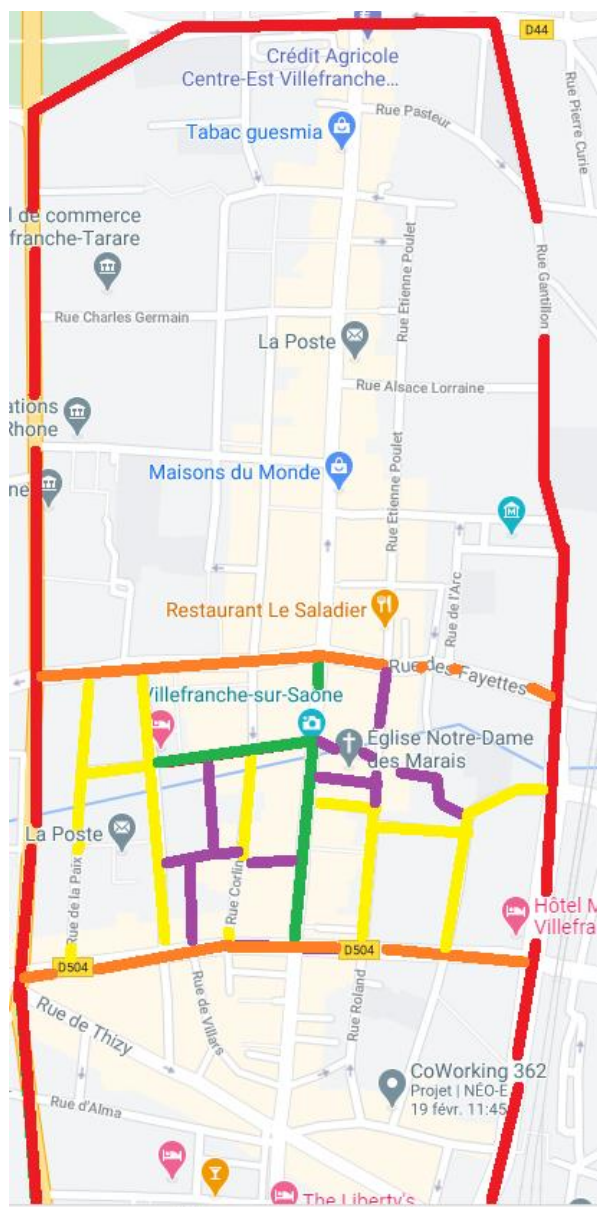 D44
Crédit Agricole
Centre-Est Villefranche...
Rue Pasteur
Rue Pierre Curie
Tabac guesmia
l de commerce
franche-Tarare
Rue Etienne Poulet
Rue Gantillon
Rue Charles Germain
La Poste
Rue Alsace Lorraine
ations
Rhone
Maisons du Monde
ne
Rue Etienne Poulet
Rue de l'Arc
Restaurant Le Saladier
Rue des Fayettes
Villefranche-sur-Saône
Église Notre-Dame
des Marais
La Poste
Rue de la Paix
Rue Corlin
Hôtel M
Villefra
D504
D504
Rue de Villars
Rue Roland
Rue de Thizy
CoWorking 362
Projet | NÉO-E
19 févr. 11:45
Rue d'Alma
The Liberty's